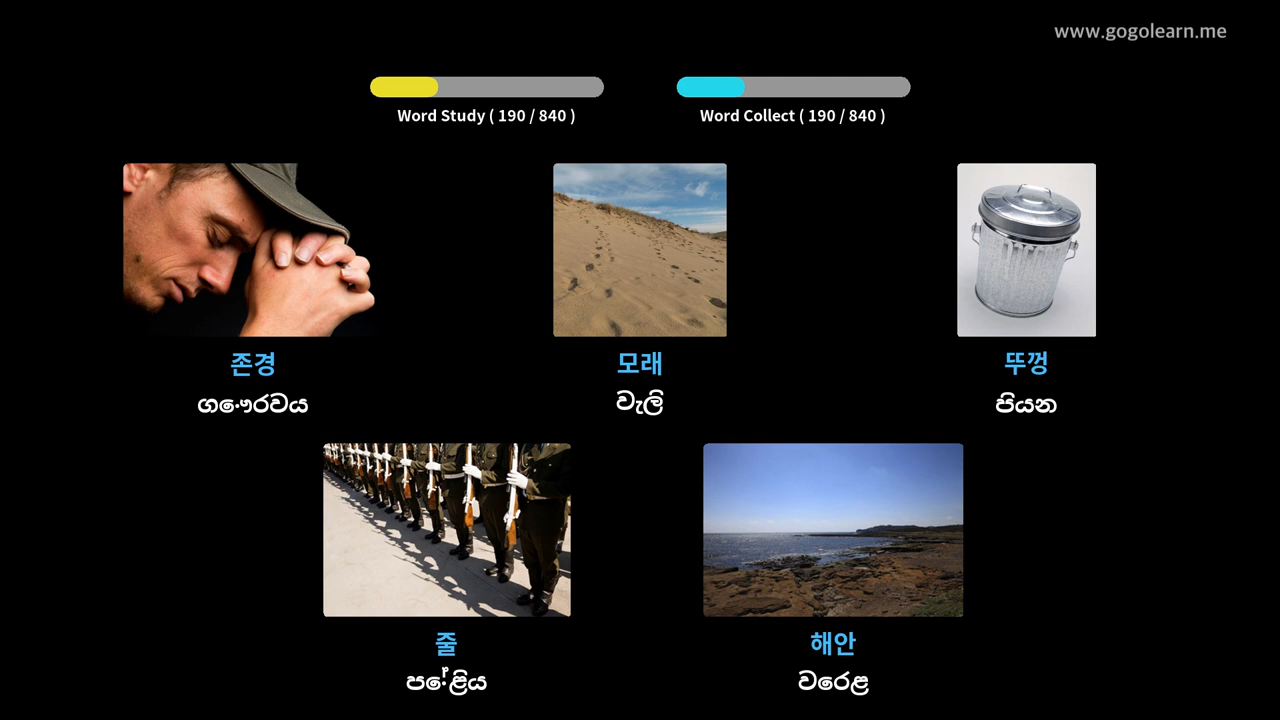 www.gogolearn.me
Word Study ( 190 / 840 )
Word Collect ( 190 / 840 )
존경
모래
뚜껑
ගෞරවය
වැලි
පියන
줄
해안
පේළිය
වෙරළ